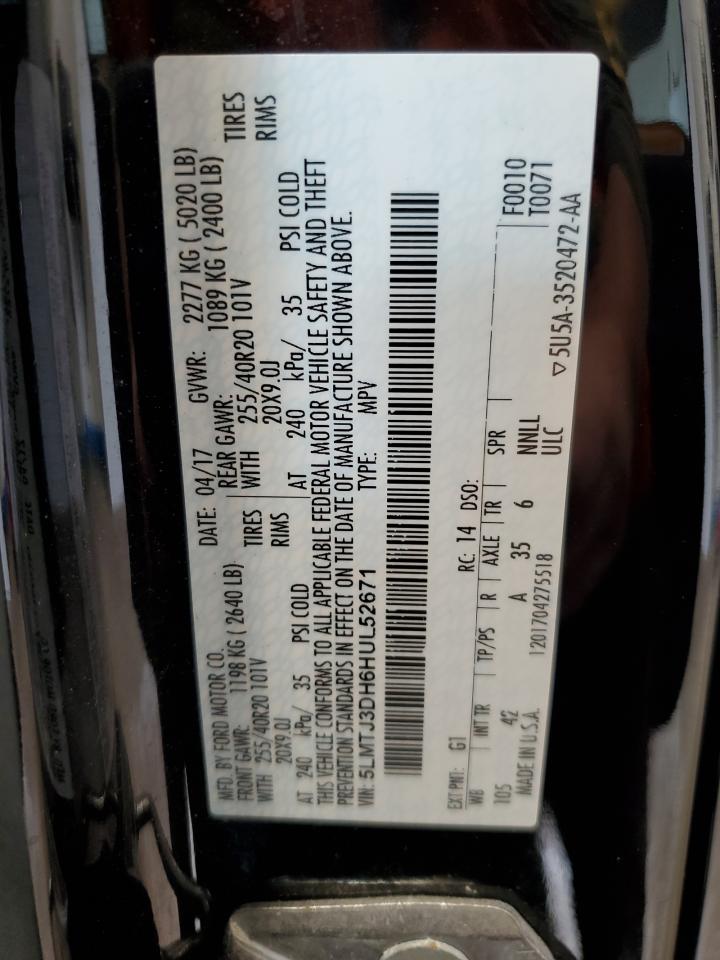 MFD. BY FORD MOTOR CO. DATE: 04/17 GVWR: 2277 KG ( 5020 LB)
FRONT GAWR: 1198 KG ( 2640 LB) REAR GAWR: 1089 KG ( 2400 LB)
WITH 255/40R20 101V TIRES WITH 255/40R20 101V TIRES
20X9.0J RIMS 20X9.0J RIMS
AT 240 kPa/ 35 PSI COLD AT 240 kPa/ 35 PSI COLD
THIS VEHICLE CONFORMS TO ALL APPLICABLE FEDERAL MOTOR VEHICLE SAFETY AND THEFT
PREVENTION STANDARDS IN EFFECT ON THE DATE OF MANUFACTURE SHOWN ABOVE.
VIN: 5LMTJ3DH6HUL52671 TYPE: MPV
EXT PNT: G1 RC: 14 DSO: F0010
WB INT TR TP/PS R AXLE TR SPR T0071
105 42 A 35 6 NNLL
MADE IN U.S.A. 1201704275518 ULC ▽5U5A-3520472-AA